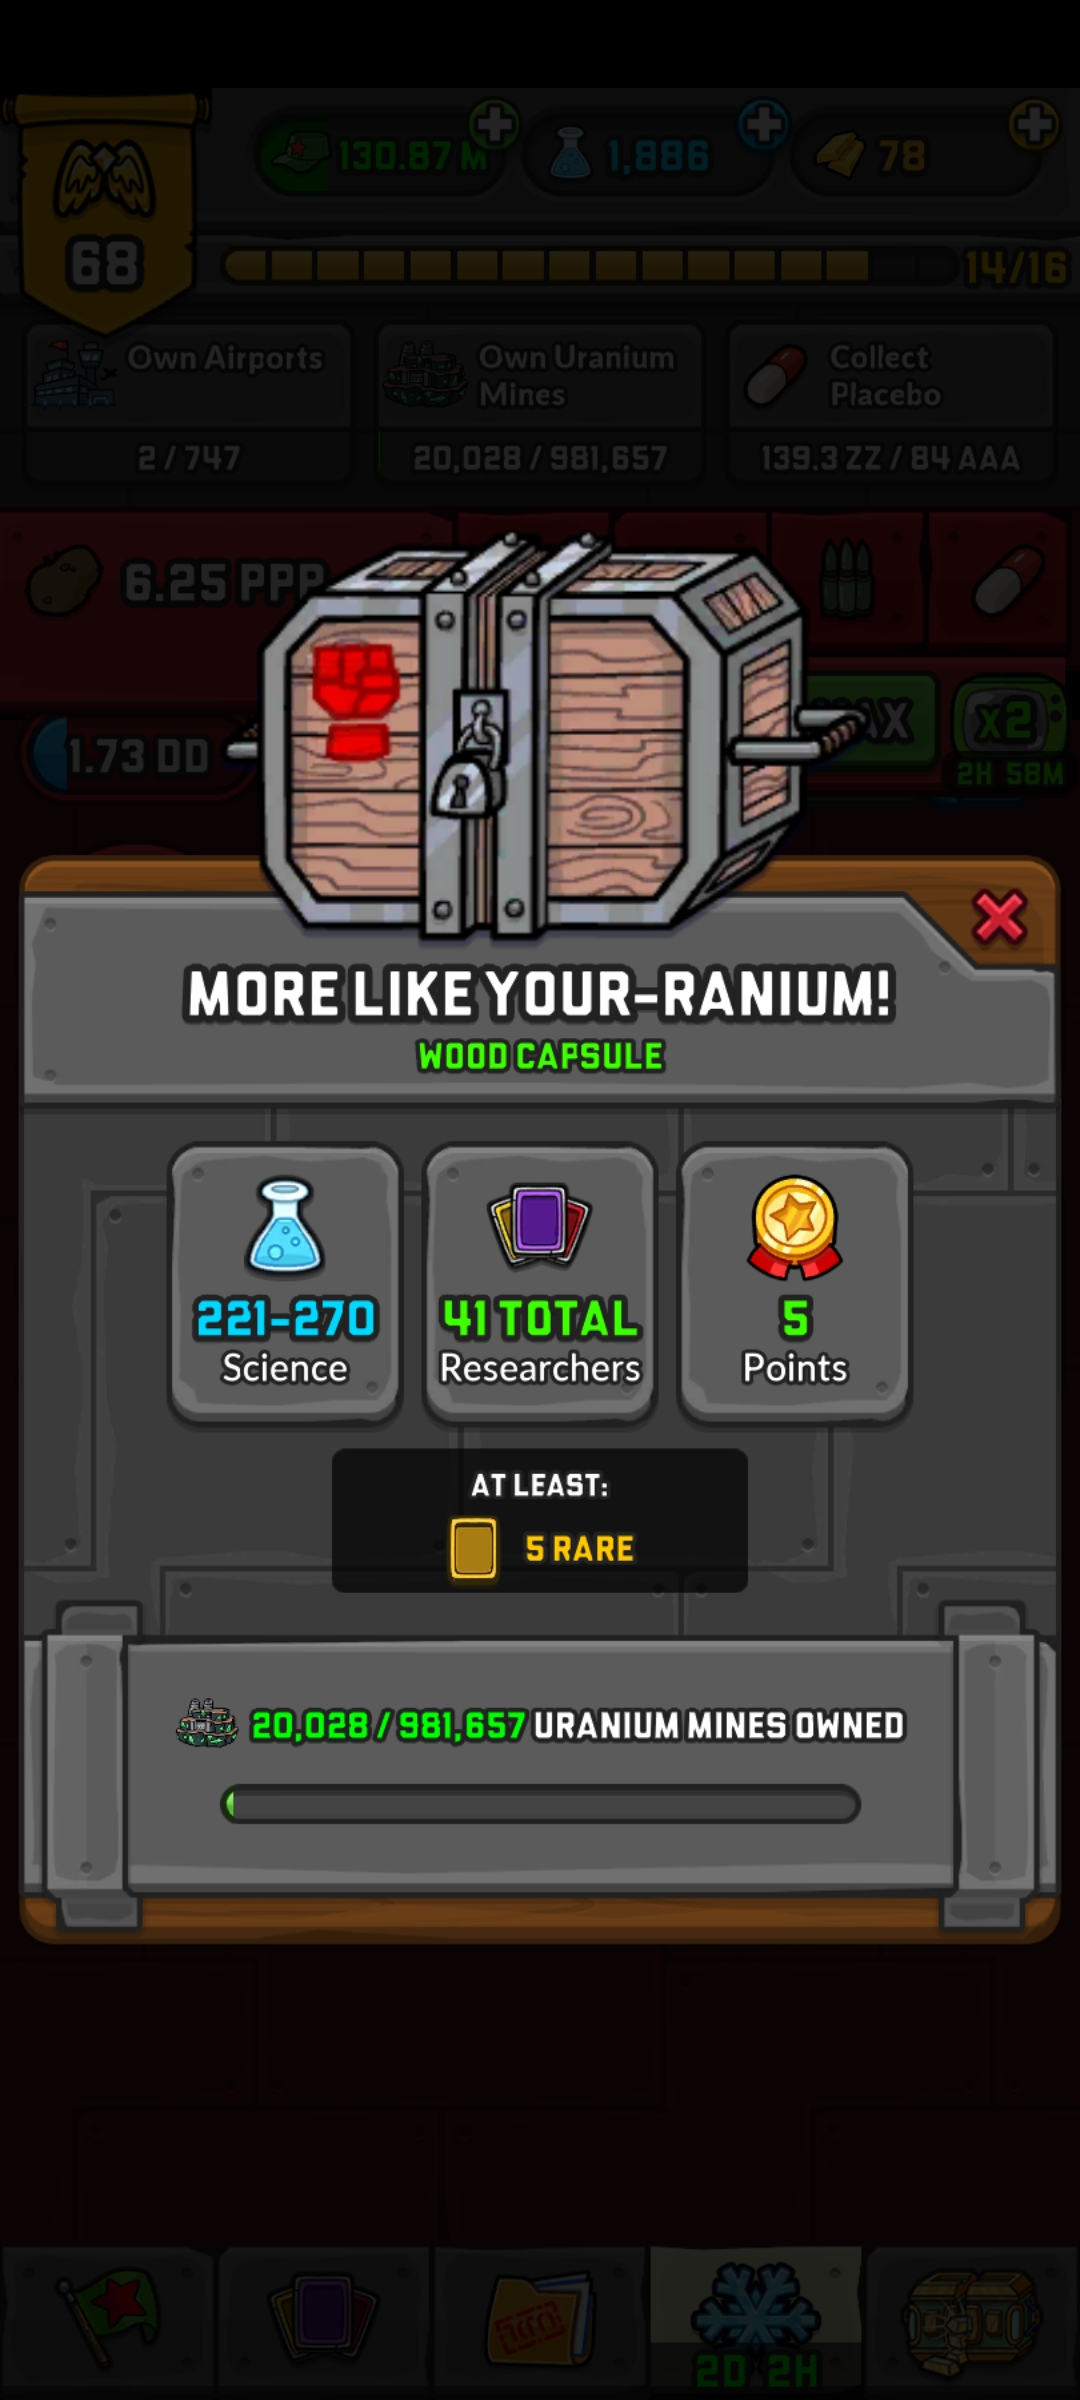 130.87 M
1,886
78
68
14/16
Own Airports
2 / 747
Own Uranium
Mines
20,028 / 981,657
Collect
Placebo
139.3 ZZ / 84 AAA
6.25 PPP
1.73 DD
X2
2H 58M
MORE LIKE YOUR-RANIUM!
WOOD CAPSULE
221-270
Science
41 TOTAL
Researchers
5
Points
AT LEAST:
5 RARE
20,028 / 981,657 URANIUM MINES OWNED
2D 2H